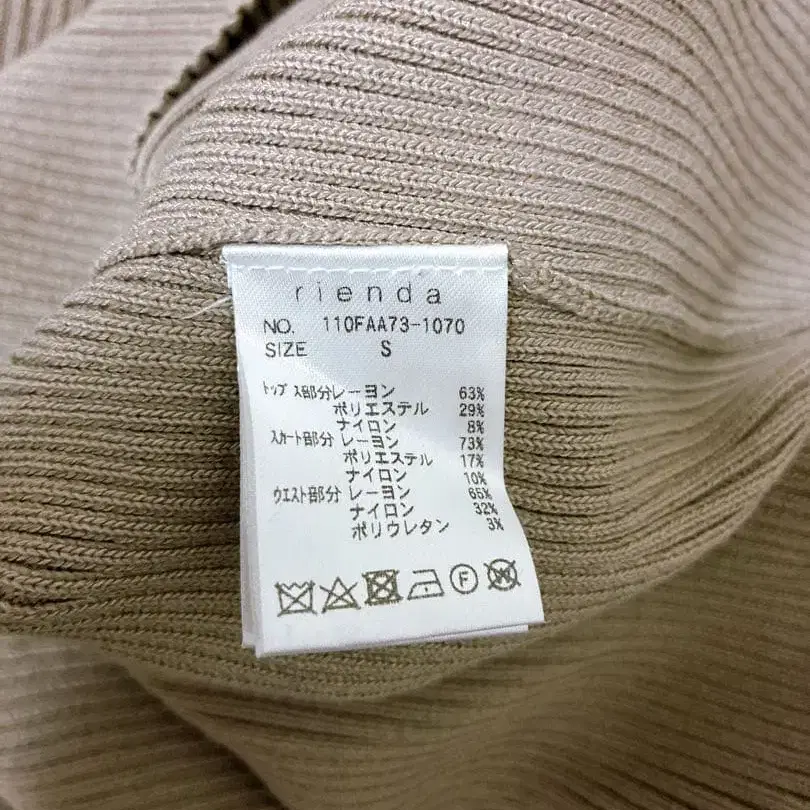 rienda
NO. 110FAA73-1070
SIZE S
ﾄｯﾌﾟｽ部分 レーヨン 63%
ポリエステル 29%
ナイロン 8%
ｽｶｰﾄ部分 レーヨン 73%
ポリエステル 17%
ナイロン 10%
ｳｴｽﾄ部分 レーヨン 65%
ナイロン 32%
ポリウレタン 3%
F W